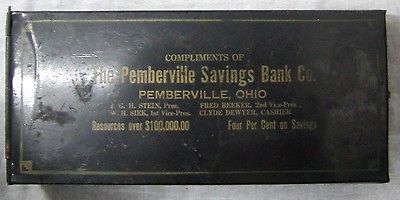 COMPLIMENTS OF
The Pemberville Savings Bank Co.
PEMBERVILLE, OHIO
J. G. H. STEIN, Pres. FRED BEEKER, 2nd Vice-Pres.
W. H. SIEK, 1st Vice-Pres. CLYDE DEWYER, CASHIER
Resources over $100,000.00 Four Per Cent on Savings